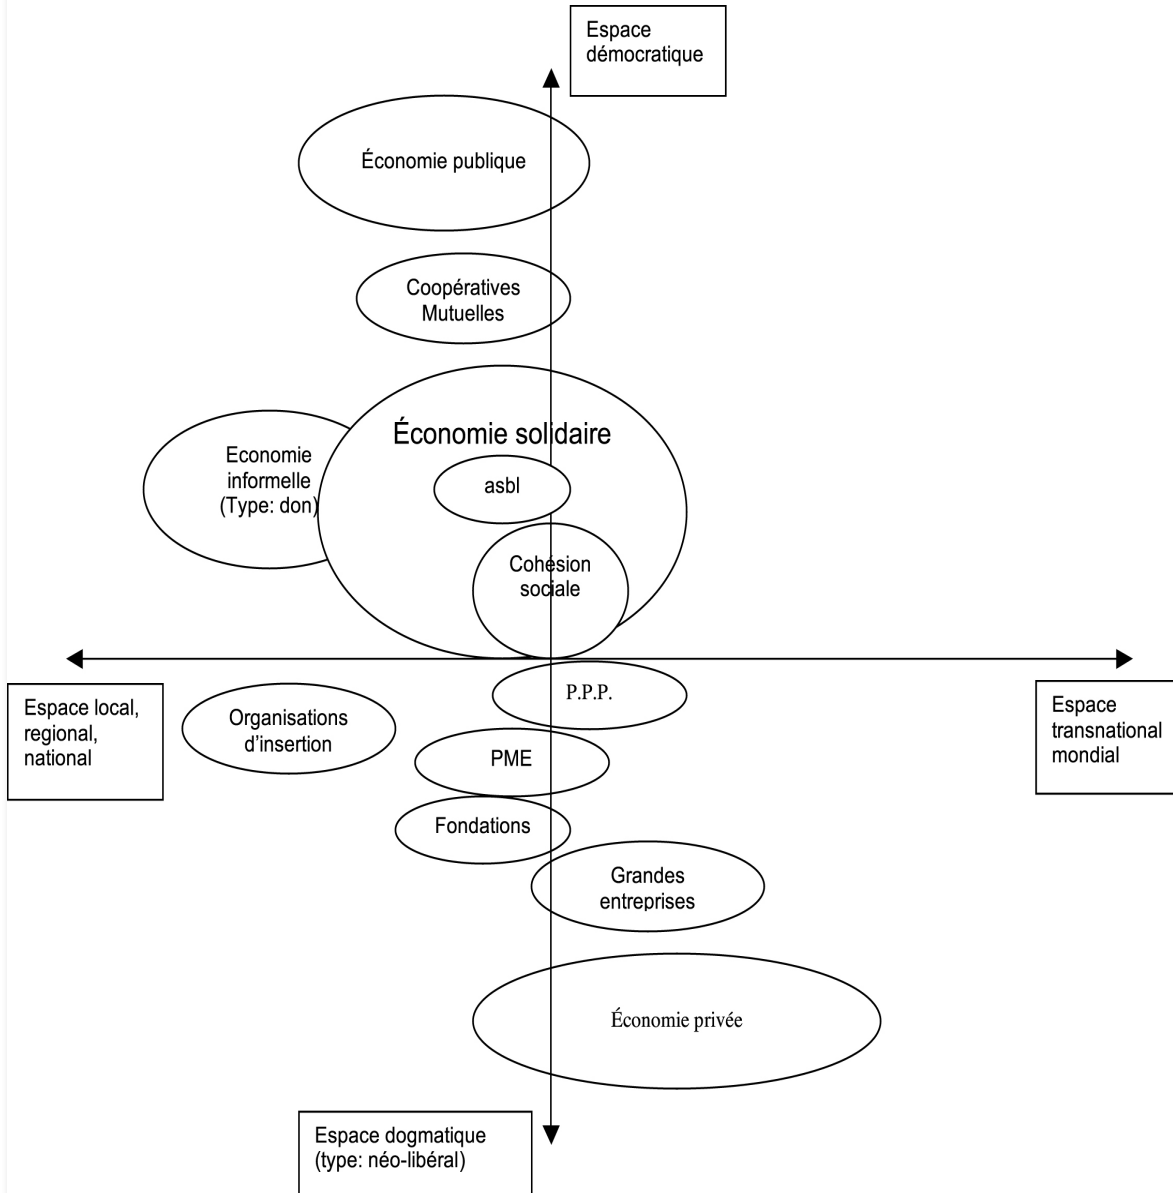 Espace
démocratique
Économie publique
Coopératives
Mutuelles
Économie solidaire
Economie
informelle
(Type: don)
asbl
Cohésion
sociale
Espace local,
regional,
national
Organisations
d'insertion
P.P.P.
Espace
transnational
mondial
PME
Fondations
Grandes
entreprises
Économie privée
Espace dogmatique
(type: néo-libéral)